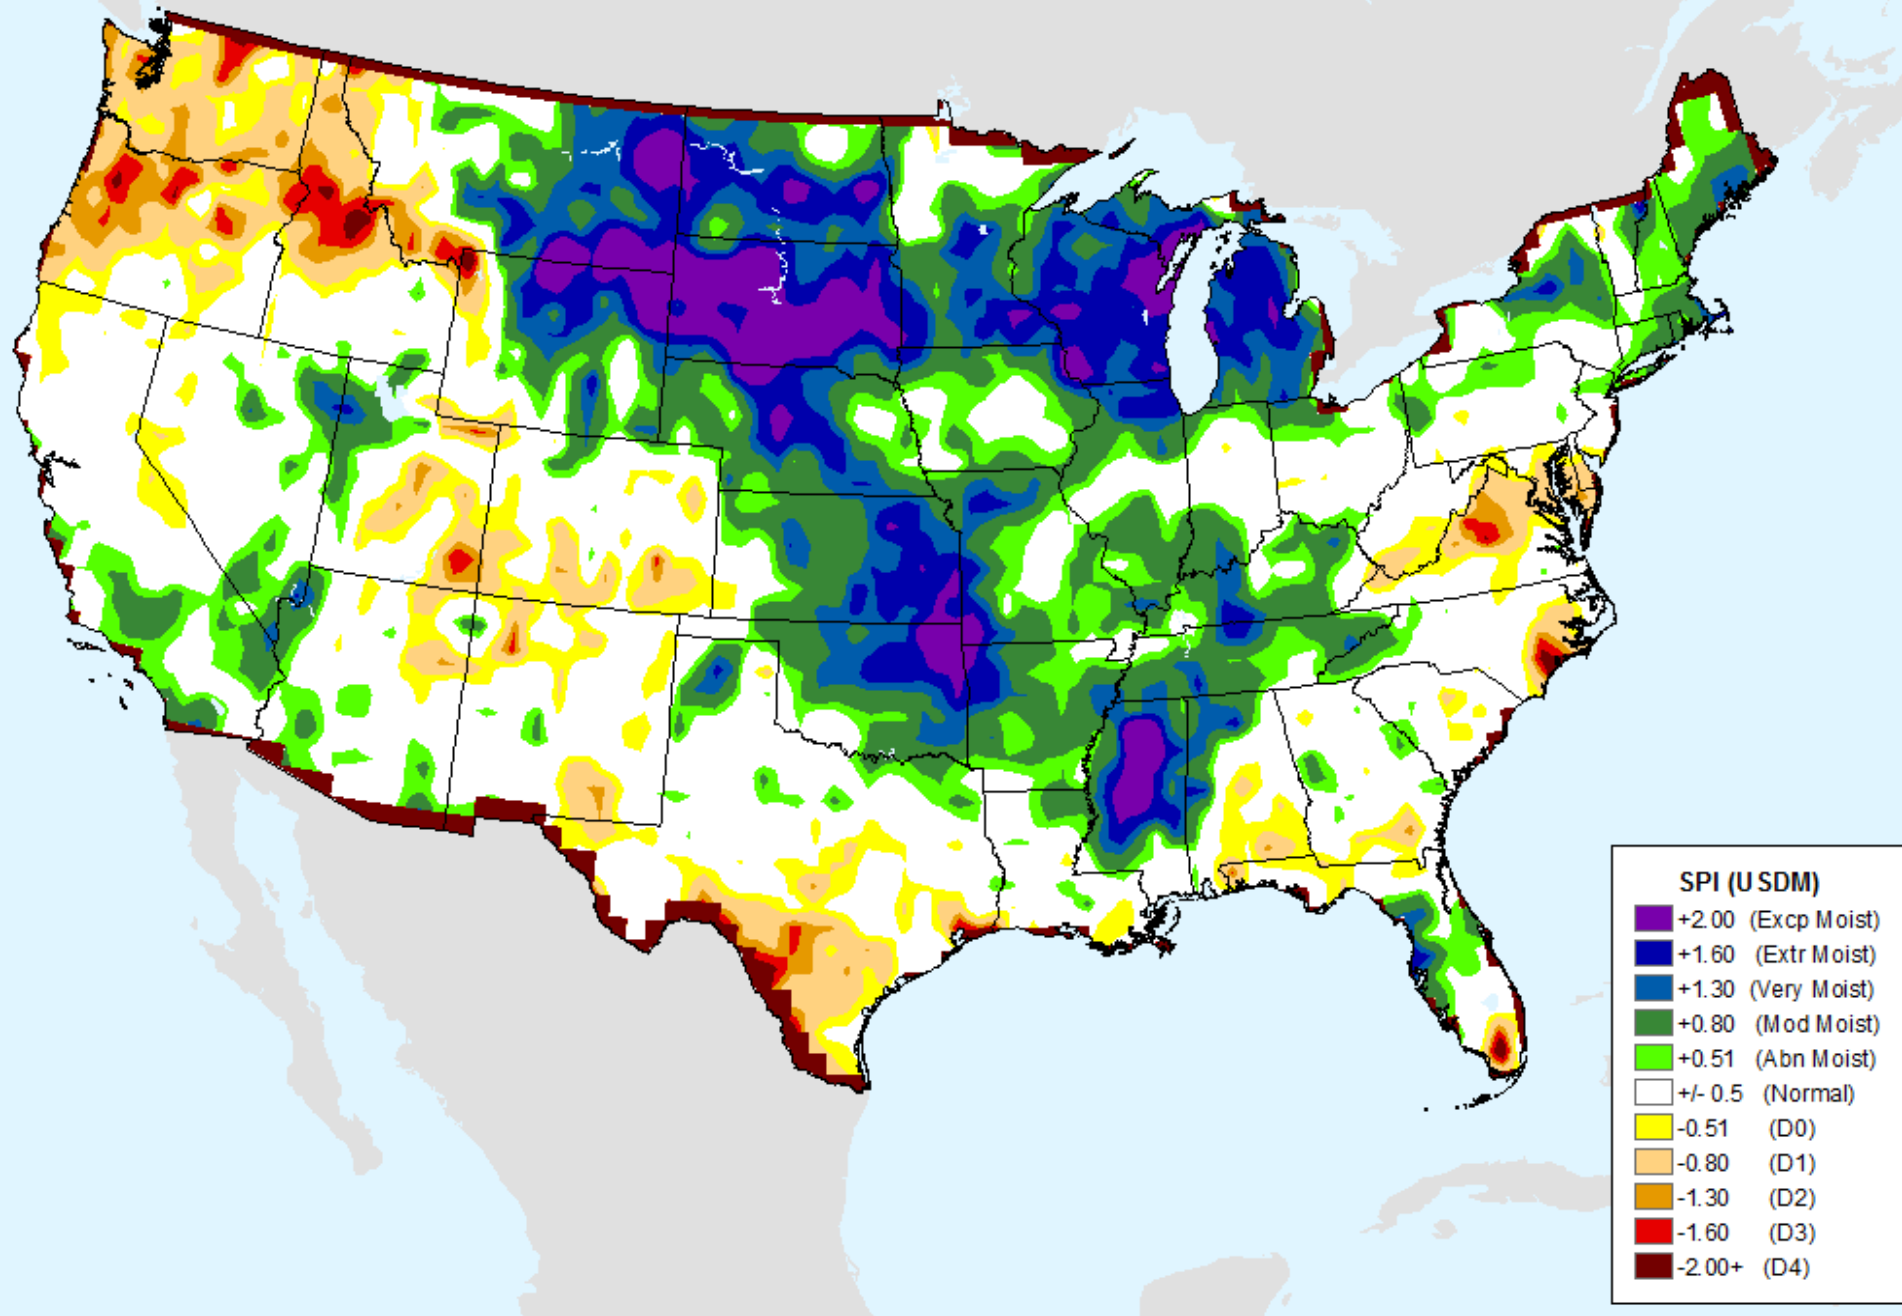 SPI (USDM)
+2.00 (Excp Moist)
+1.60 (Extr Moist)
+1.30 (Very Moist)
+0.80 (Mod Moist)
+0.51 (Abn Moist)
+/- 0.5 (Normal)
-0.51 (D0)
-0.80 (D1)
-1.30 (D2)
-1.60 (D3)
-2.00+ (D4)